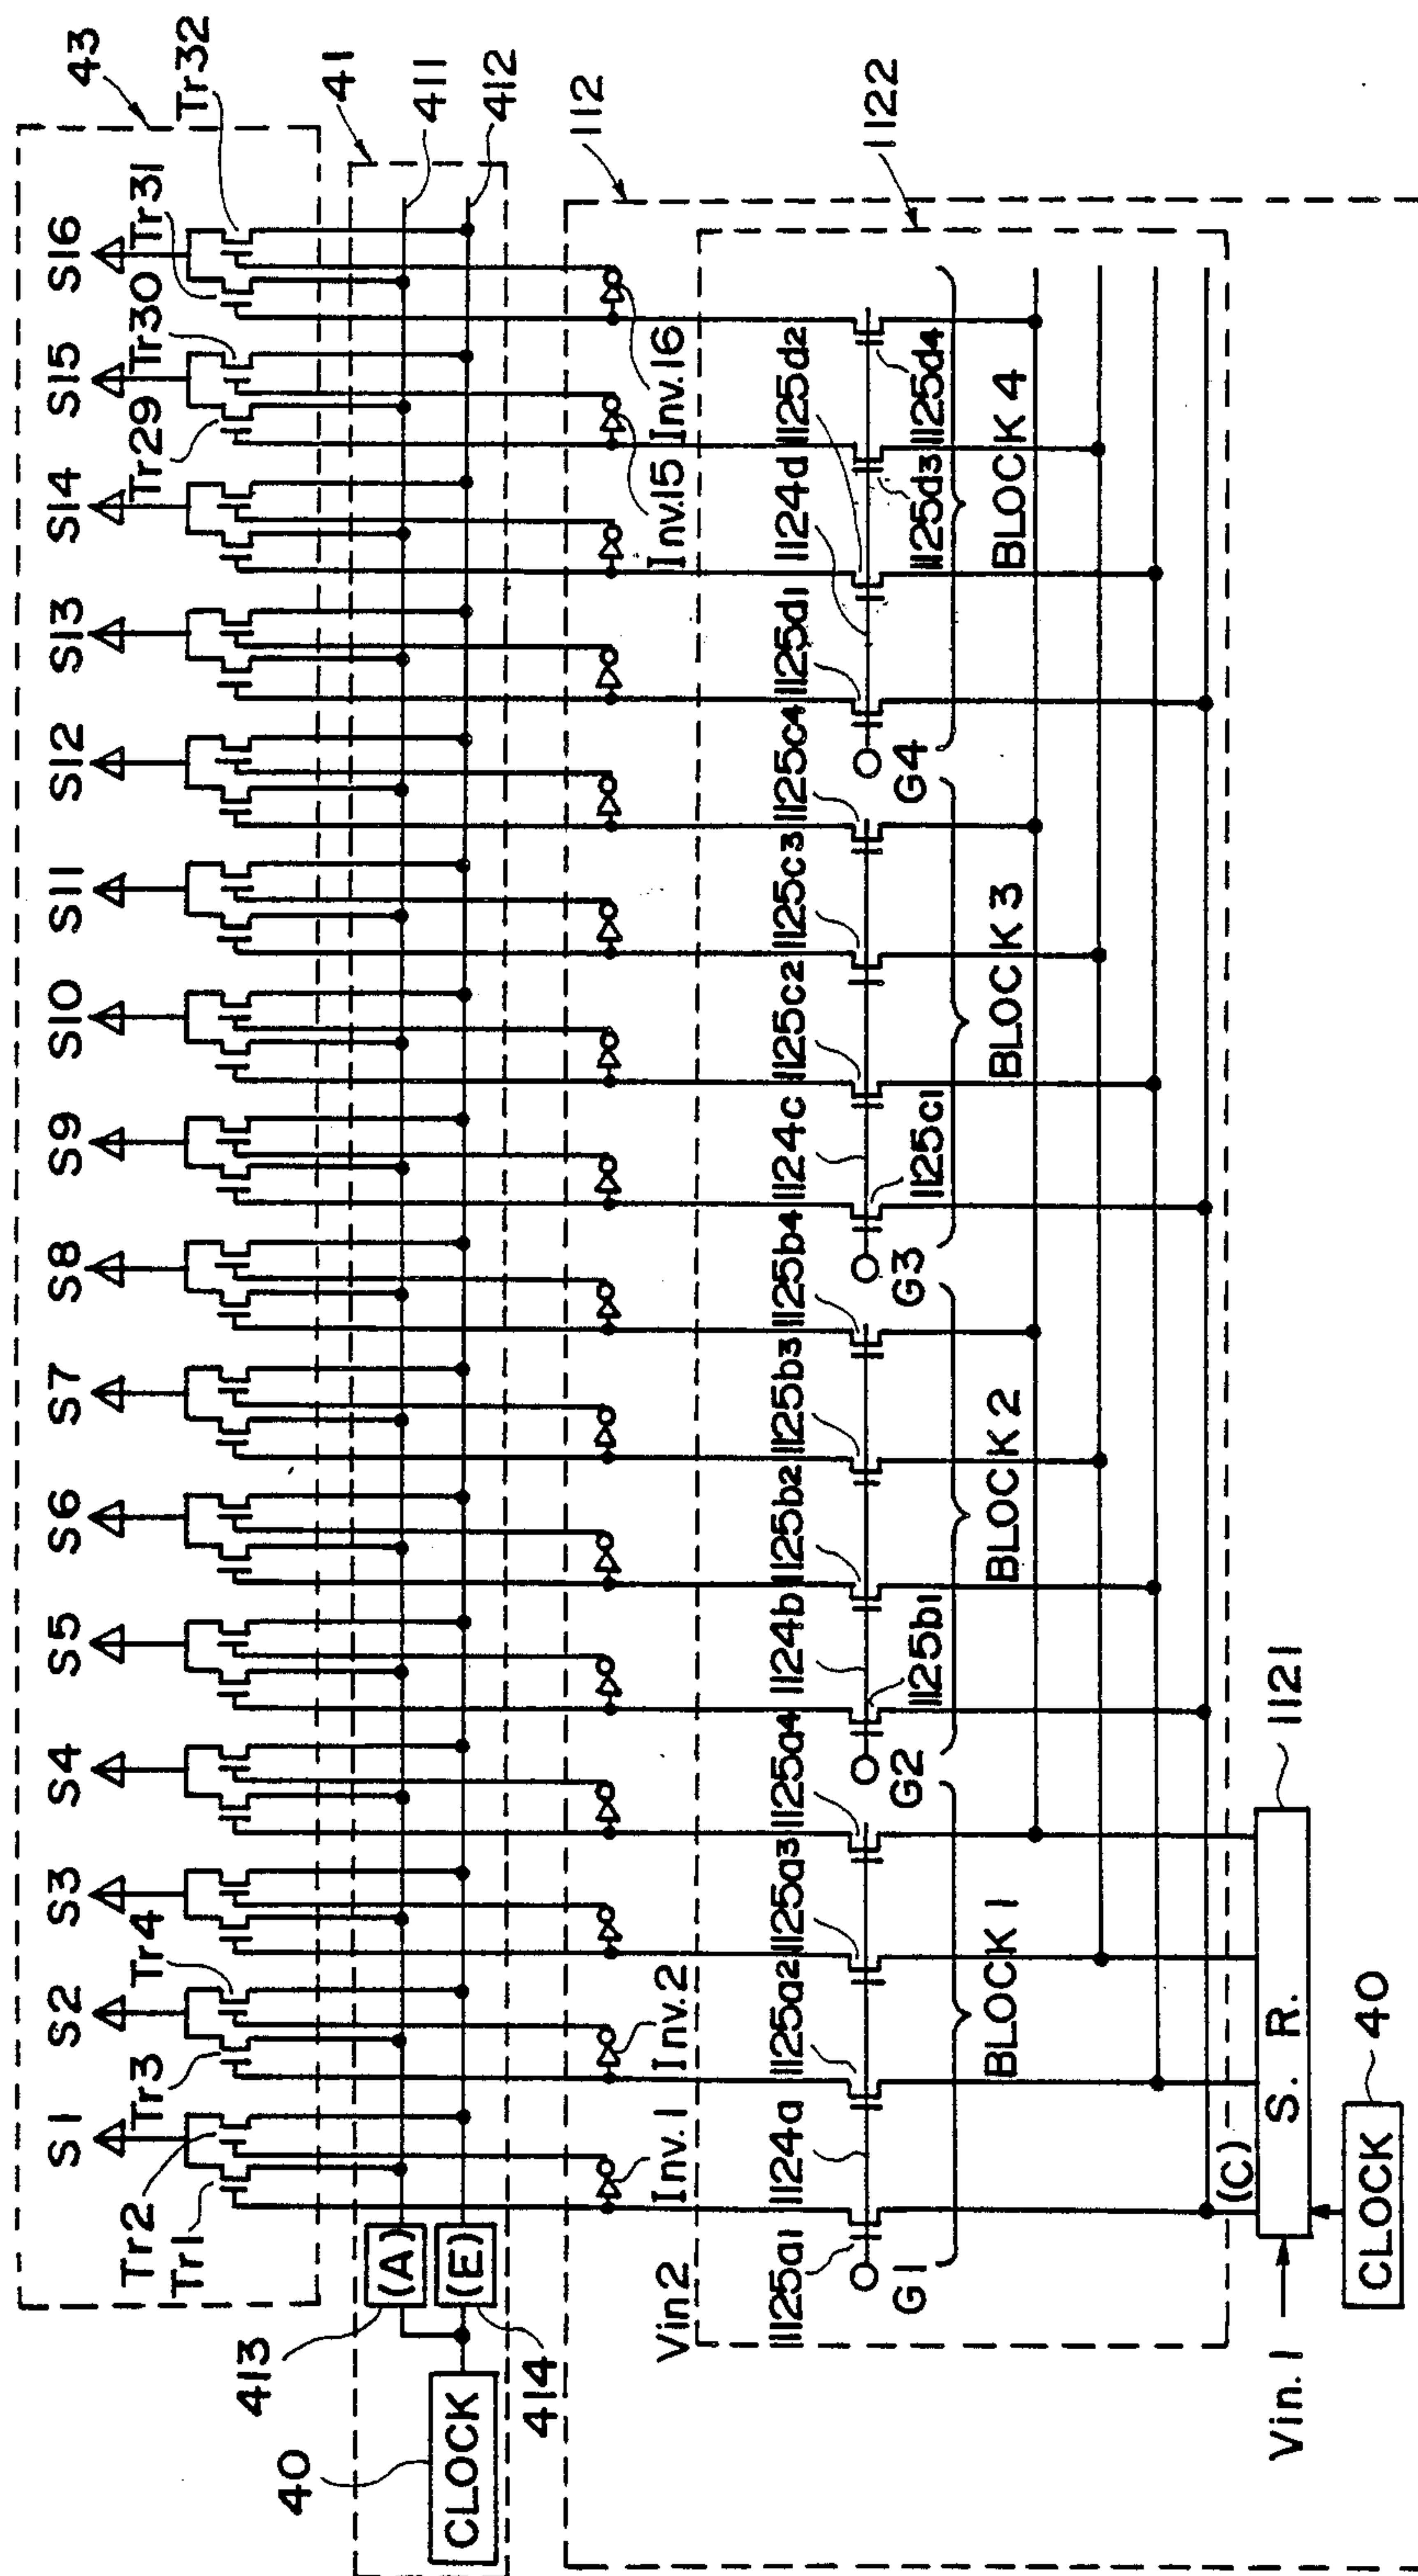 S1 S2 S3 S4 S5 S6 S7 S8 S9 S10 S11 S12 S13 S14 S15 S16
43
Tr1
Tr2
Tr3
Tr4
Tr29
Tr30
Tr31
Tr32
41
411
412
413
(A)
(E)
414
40
CLOCK
112
Inv.1
Inv.2
Inv.15
Inv.16
Vin2
1122
1125a1
1124a
1125a2
1125a3
1125a4
1124b
1125b1
1125b2
1125b3
1125b4
1124c
1125c1
1125c2
1125c3
1125c4
1125d1
1124d
1125d2
1125d3
1125d4
G1
G2
G3
G4
BLOCK 1
BLOCK 2
BLOCK 3
BLOCK 4
(C)
S. R.
1121
Vin.1
CLOCK
40